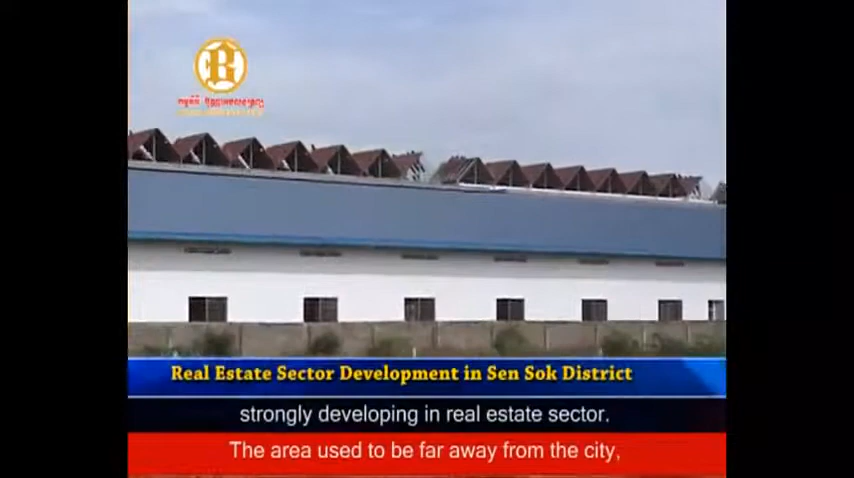 Real Estate Sector Development in Sen Sok District
strongly developing in real estate sector.
The area used to be far away from the city,